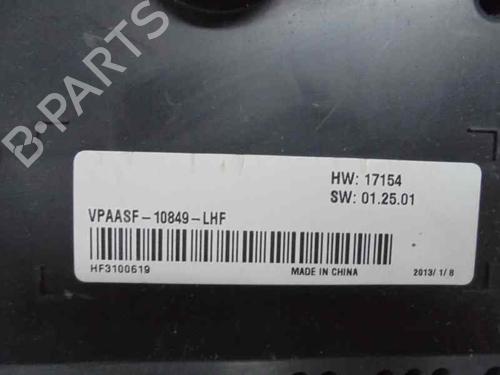 B-PARTS
HW: 17154
SW: 01.25.01
VPAASF-10849-LHF
HF3100619
MADE IN CHINA
2013/ 1/ 8